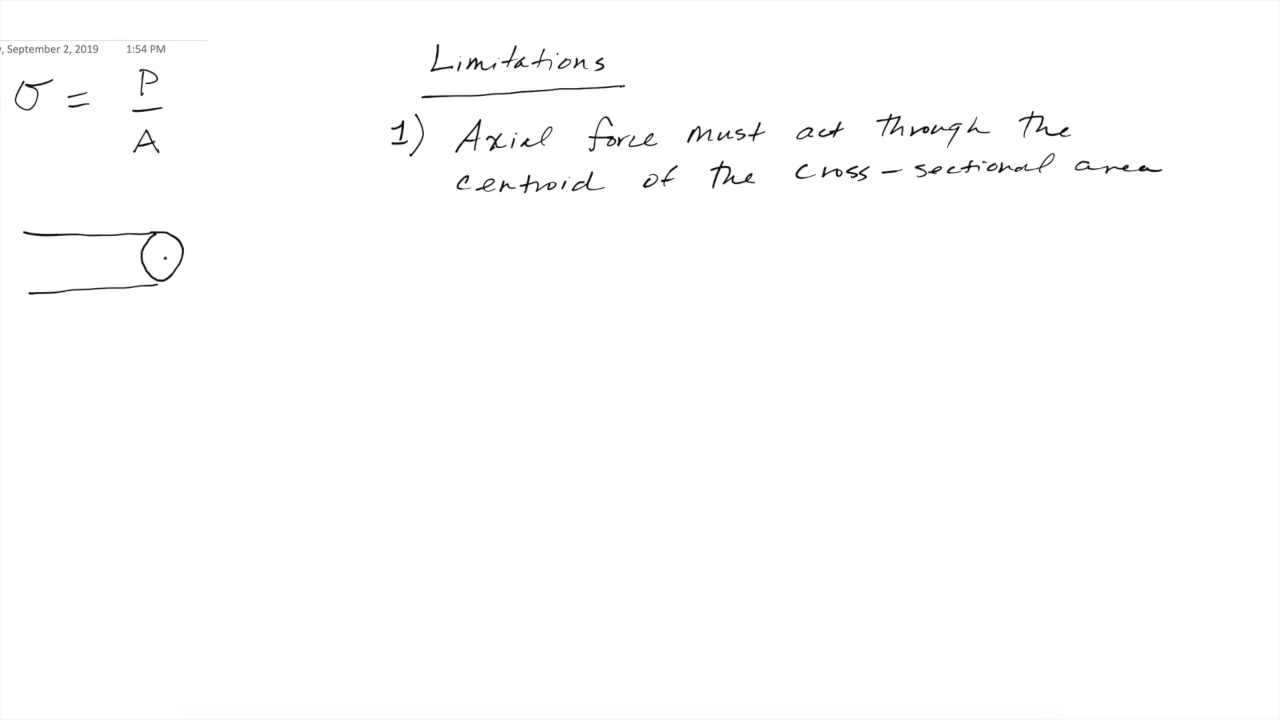 , September 2, 2019 1:54 PM
σ = P
A
Limitations
1) Axial force must act through the
centroid of the cross-sectional area